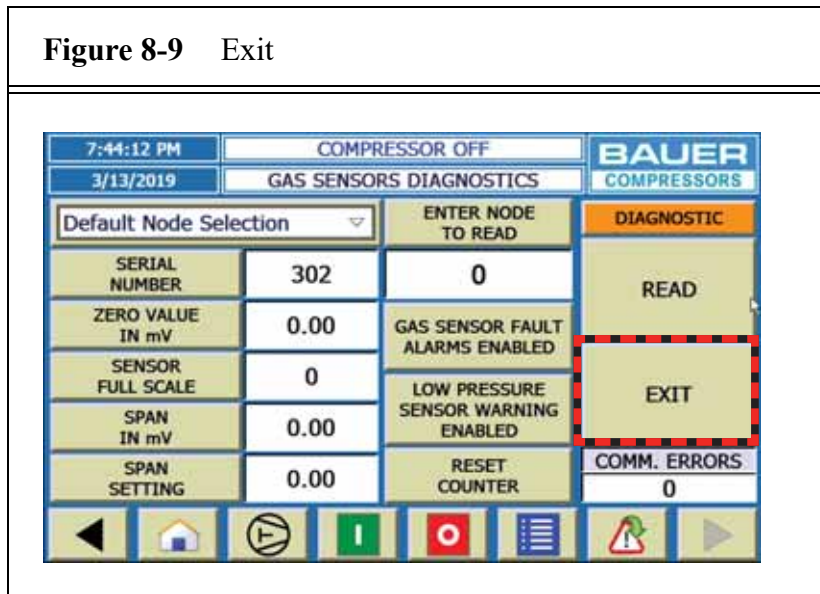 Figure 8-9 Exit
7:44:12 PM
COMPRESSOR OFF
BAUER
COMPRESSORS
3/13/2019
GAS SENSORS DIAGNOSTICS
Default Node Selection
ENTER NODE
TO READ
DIAGNOSTIC
SERIAL
NUMBER
302
0
READ
ZERO VALUE
IN mV
0.00
GAS SENSOR FAULT
ALARMS ENABLED
SENSOR
FULL SCALE
0
LOW PRESSURE
SENSOR WARNING
ENABLED
EXIT
SPAN
IN mV
0.00
SPAN
SETTING
0.00
RESET
COUNTER
COMM. ERRORS
0